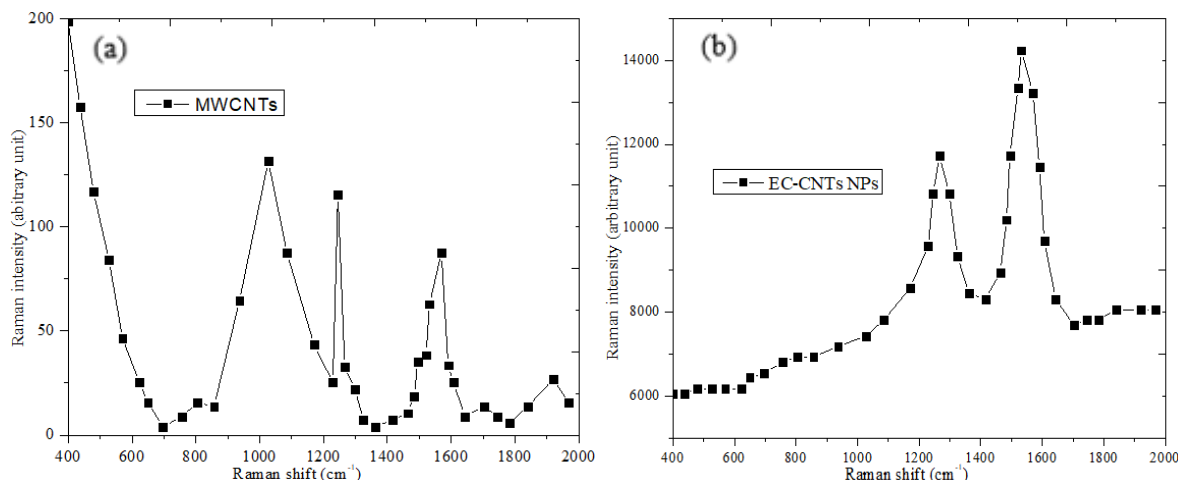 (a)
MWCNTs
Raman intensity (abitrary unit)
200
150
100
50
0
400 600 800 1000 1200 1400 1600 1800 2000
Raman shift (cm⁻¹)
(b)
EC-CNTs NPs
Raman intensity (arbitrary unit)
14000
12000
10000
8000
6000
400 600 800 1000 1200 1400 1600 1800 2000
Raman shift (cm⁻¹)